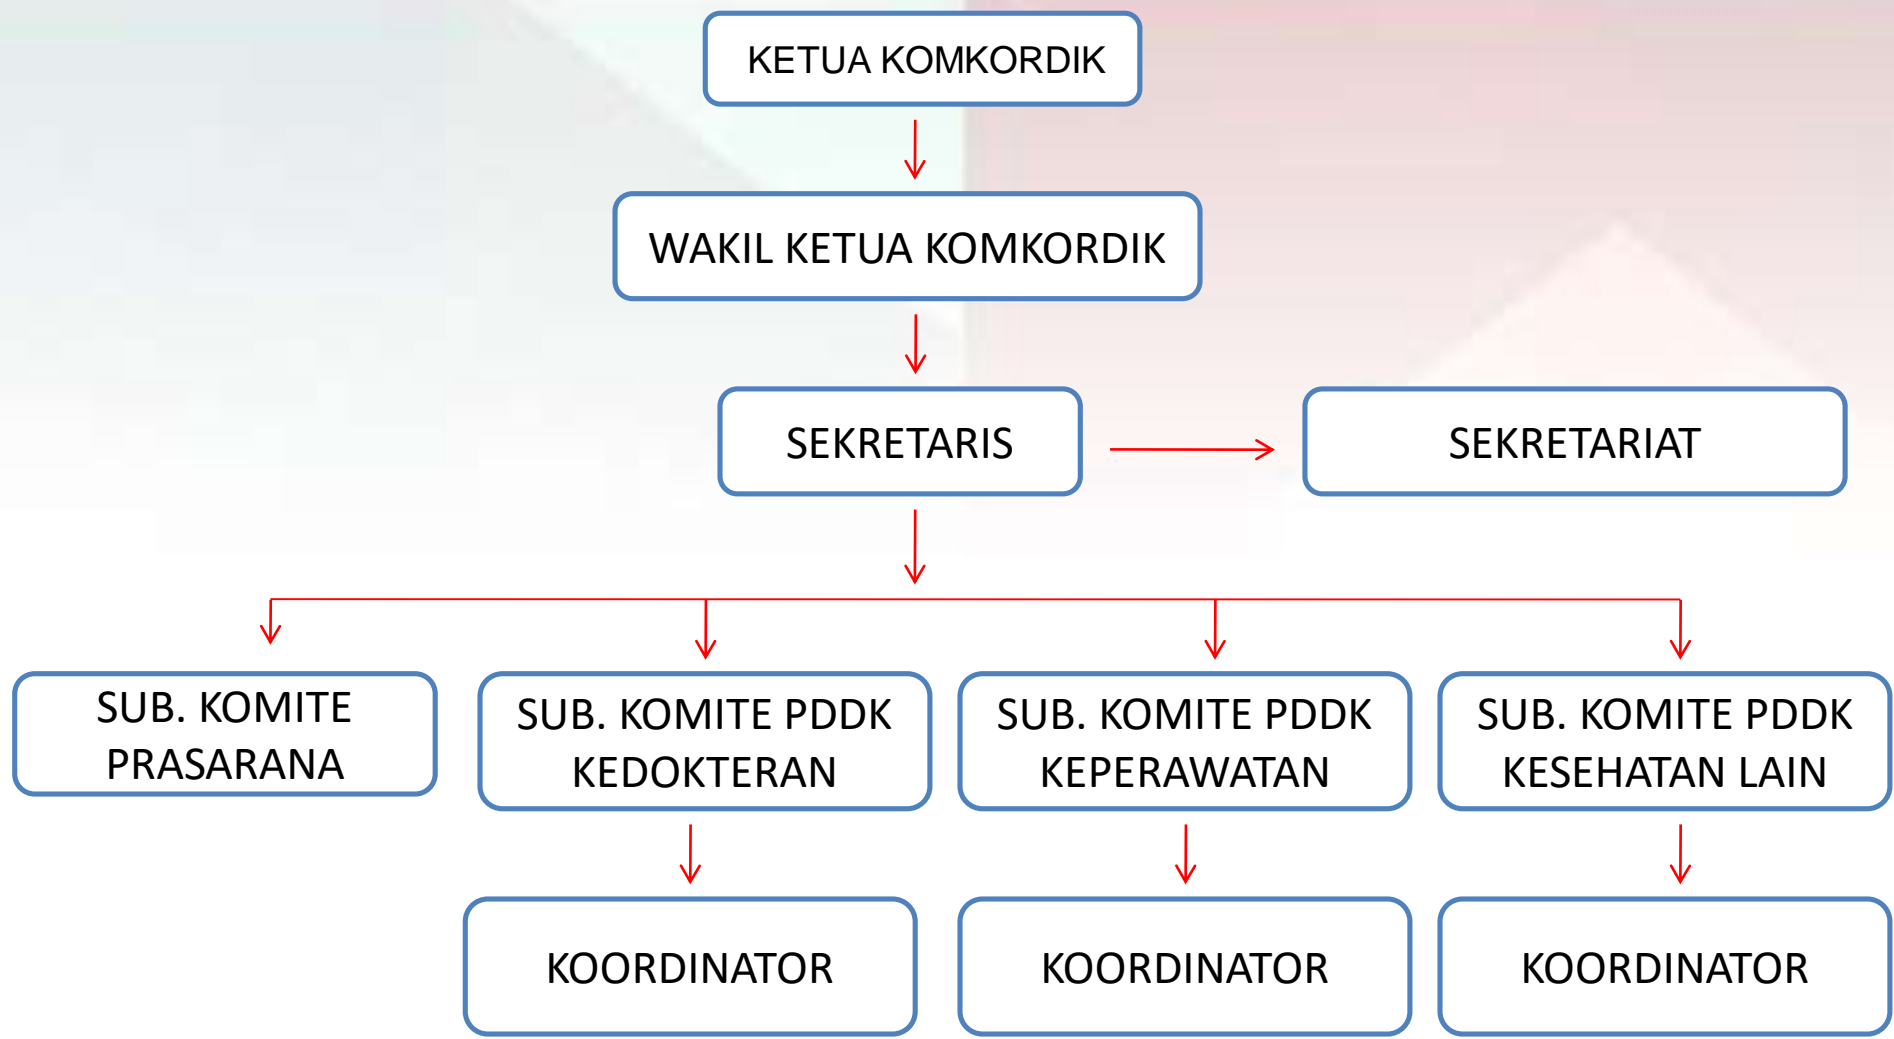 KETUA KOMKORDIK
WAKIL KETUA KOMKORDIK
SEKRETARIS
SEKRETARIAT
SUB. KOMITE
PRASARANA
SUB. KOMITE PDDK
KEDOKTERAN
SUB. KOMITE PDDK
KEPERAWATAN
SUB. KOMITE PDDK
KESEHATAN LAIN
KOORDINATOR
KOORDINATOR
KOORDINATOR